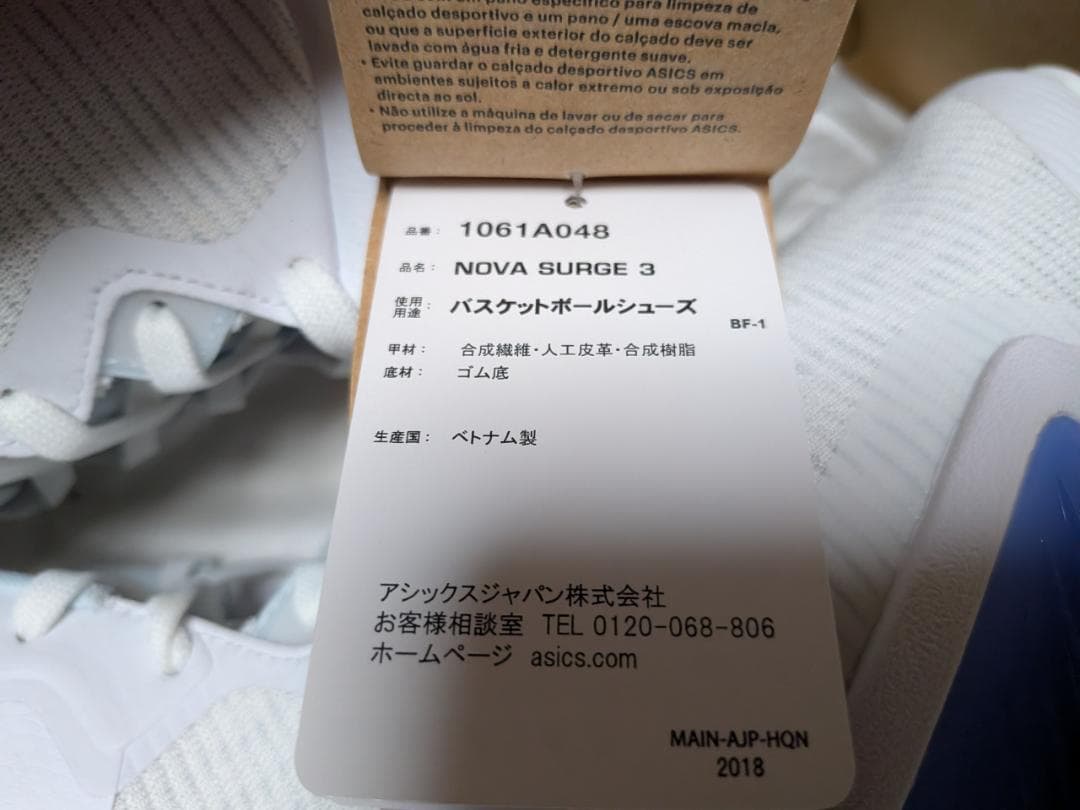 um pano específico para limpeza de
calçado desportivo e um pano / uma escova macia,
ou que a superfície exterior do calçado deve ser
lavada com água fria e detergente suave.
• Evite guardar o calçado desportivo ASICS em
ambientes sujeitos a calor extremo ou sob exposição
directa ao sol.
• Não utilize a máquina de lavar ou de secar para
proceder à limpeza do calçado desportivo ASICS.
品番: 1061A048
品名: NOVA SURGE 3
使用用途: バスケットボールシューズ
BF-1
甲材: 合成繊維・人工皮革・合成樹脂
底材: ゴム底
生産国: ベトナム製
アシックスジャパン株式会社
お客様相談室 TEL 0120-068-806
ホームページ asics.com
MAIN-AJP-HQN
2018